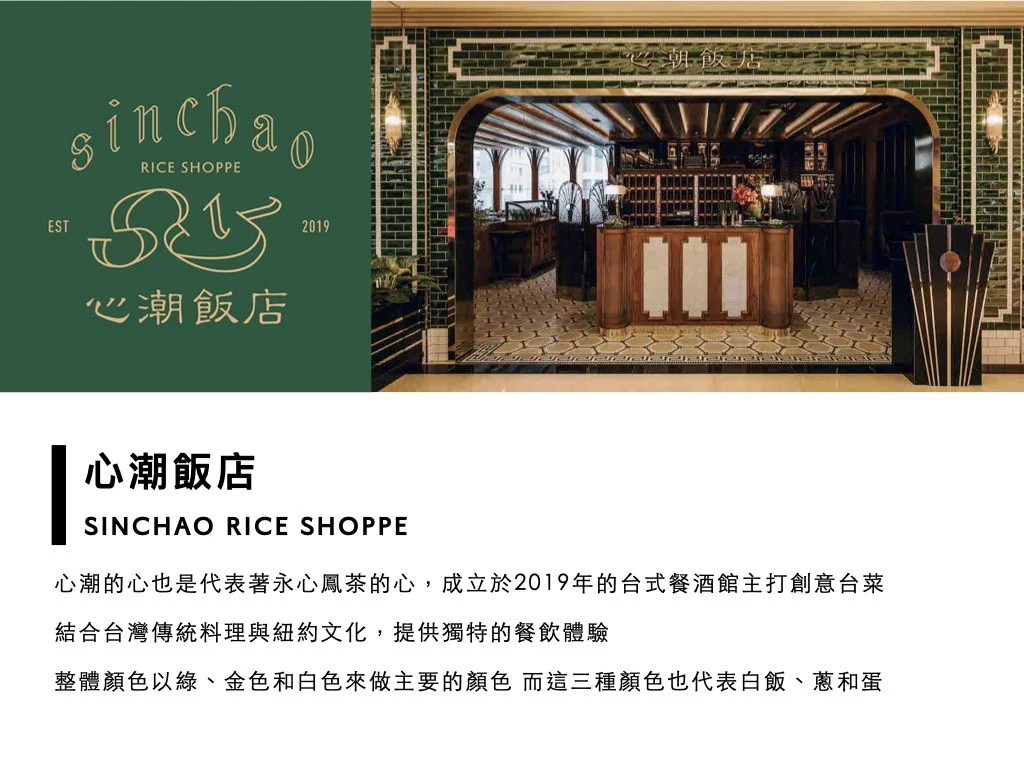 sinchao
RICE SHOPPE
EST 2019
心潮飯店
心潮飯店
心潮飯店
SINCHAO RICE SHOPPE
心潮的心也是代表著永心鳳茶的心，成立於2019年的台式餐酒館主打創意台菜
結合台灣傳統料理與紐約文化，提供獨特的餐飲體驗
整體顏色以綠、金色和白色來做主要的顏色 而這三種顏色也代表白飯、蔥和蛋